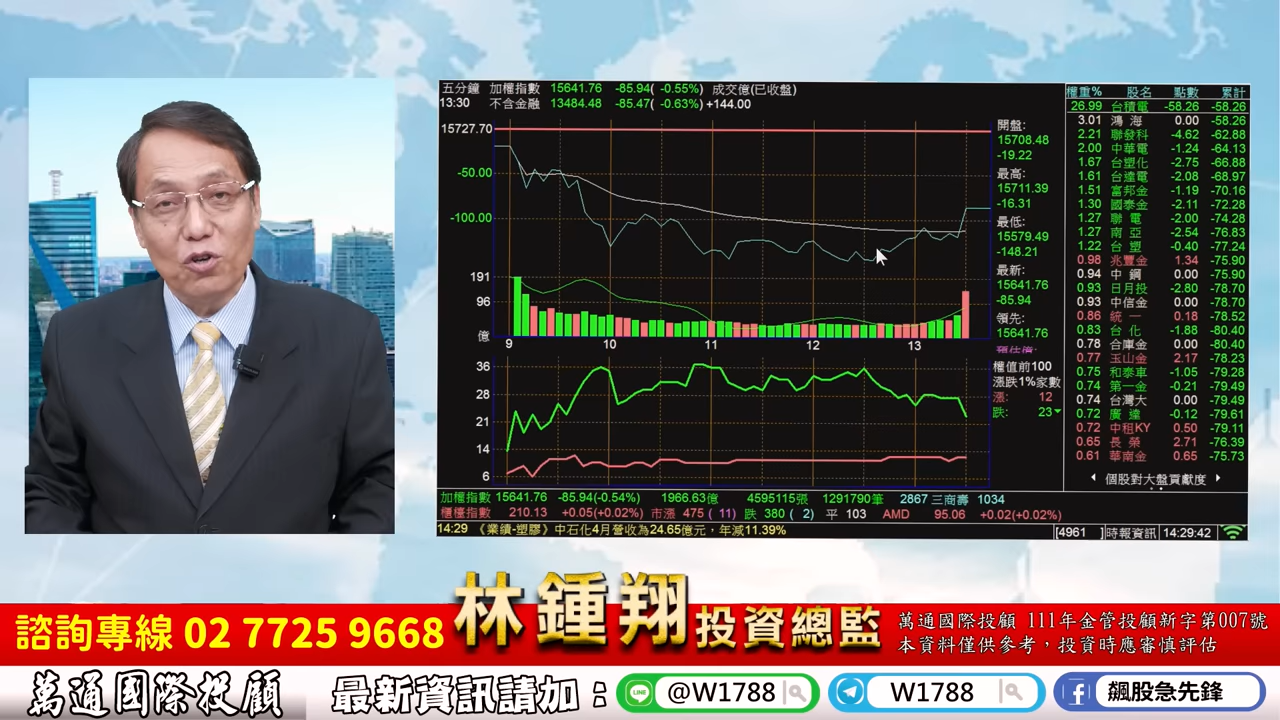 五分鐘 加權指數 15641.76 -85.94( -0.55%) 成交億(已收盤)
13:30 不含金融 13484.48 -85.47( -0.63%) +144.00
15727.70
-50.00
-100.00
191
96
億
9 10 11 12 13
36
28
21
14
6
開盤:
15708.48
-19.22
最高:
15711.39
-16.31
最低:
15579.49
-148.21
最新:
15641.76
-85.94
領先:
15641.76
預估億:
權值前100
漲跌1%家數
漲: 12
跌: 23
權重% 股名 點數 累計
26.99 台積電 -58.26 -58.26
3.01 鴻海 0.00 -58.26
2.21 聯發科 -4.62 -62.88
2.00 中華電 -1.24 -64.13
1.67 台塑化 -2.75 -66.88
1.61 台達電 -2.08 -68.97
1.51 富邦金 -1.19 -70.16
1.30 國泰金 -2.11 -72.28
1.27 聯電 -2.00 -74.28
1.27 南亞 -2.54 -76.83
1.22 台塑 -0.40 -77.24
0.98 兆豐金 1.34 -75.90
0.94 中鋼 0.00 -75.90
0.93 日月投 -2.80 -78.70
0.93 中信金 0.00 -78.70
0.86 統一 0.18 -78.52
0.83 台化 -1.88 -80.40
0.78 合庫金 0.00 -80.40
0.77 玉山金 2.17 -78.23
0.75 和泰車 -1.05 -79.28
0.74 第一金 -0.21 -79.49
0.74 台灣大 0.00 -79.49
0.72 廣達 -0.12 -79.61
0.72 中租KY 0.50 -79.11
0.65 長榮 2.71 -76.39
0.61 華南金 0.65 -75.73
個股對大盤貢獻度
加權指數 15641.76 -85.94(-0.54%) 1966.63億 4595115張 1291790筆 2867 三商壽 1034
櫃檯指數 210.13 +0.05(+0.02%) 市漲 475 ( 11) 跌 380 ( 2) 平 103 AMD 95.06 +0.02(+0.02%)
14:29 《業績-塑膠》中石化4月營收為24.65億元，年減11.39% [4961 ]時報資訊 14:29:42
林鍾翔 投資總監
諮詢專線 02 7725 9668
萬通國際投顧 111年金管投顧新字第007號
本資料僅供參考，投資時應審慎評估
萬通國際投顧
最新資訊請加：
LINE @W1788
W1788
飆股急先鋒